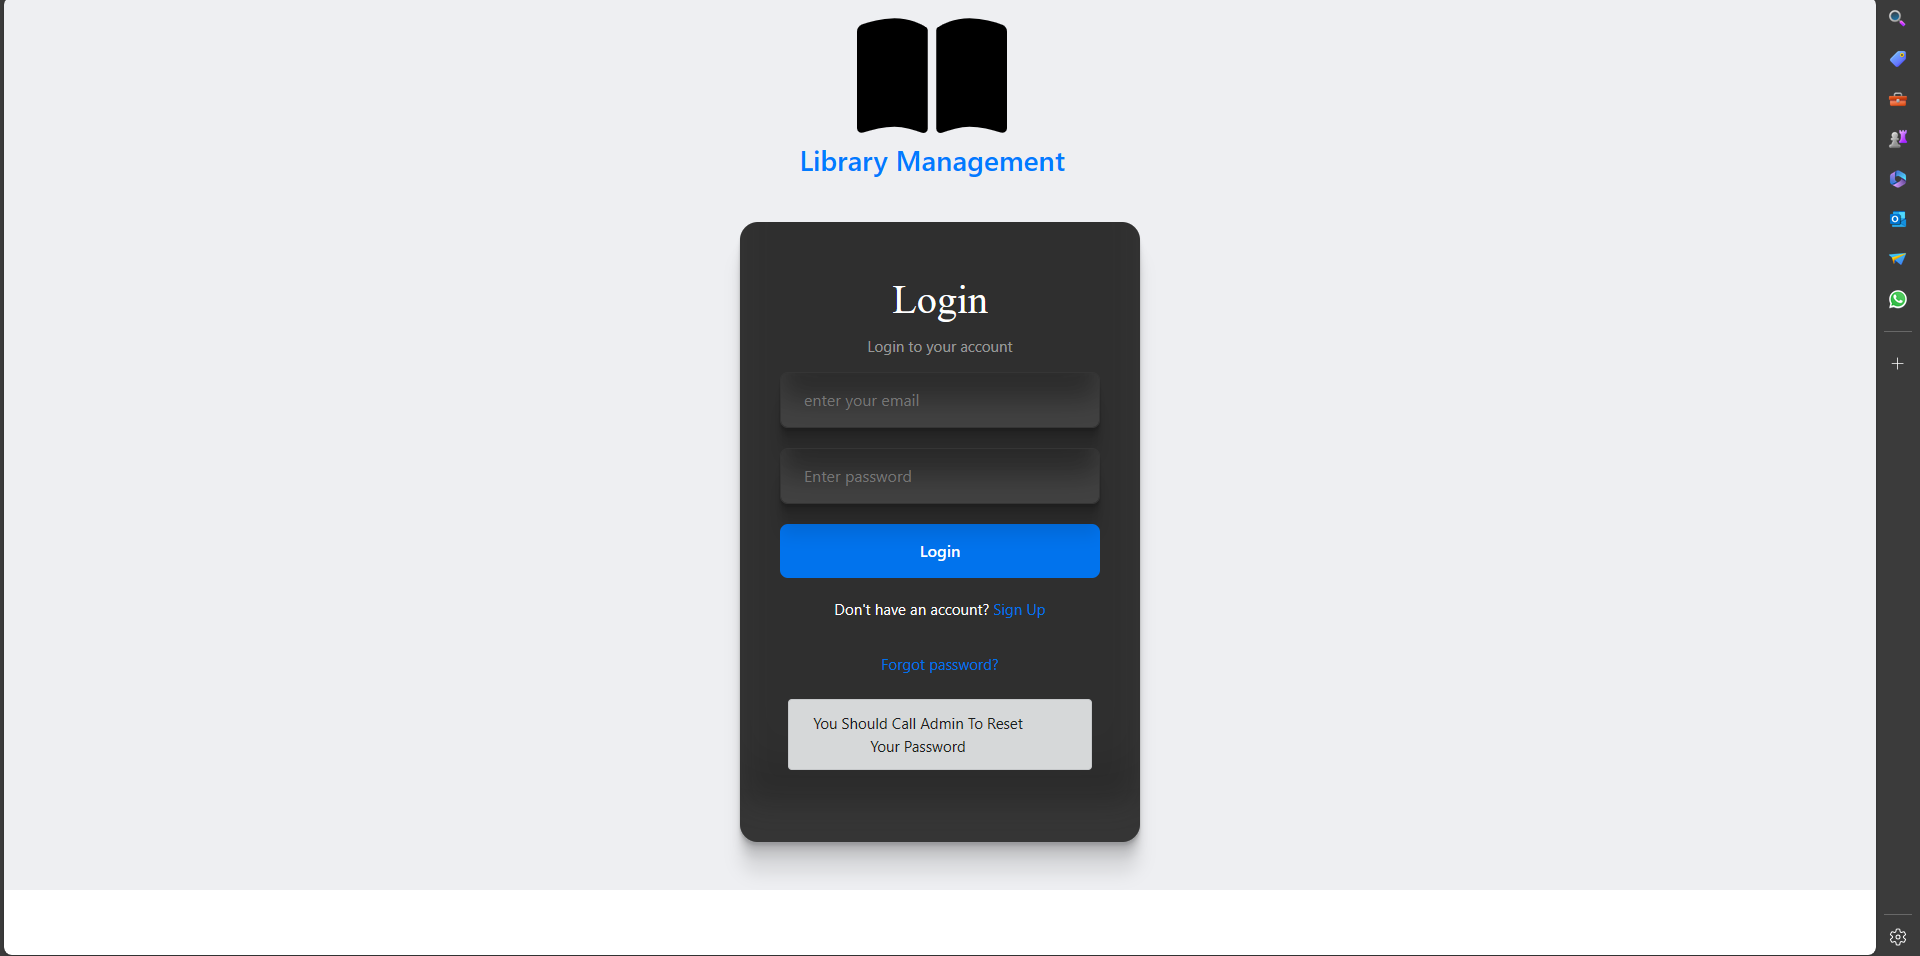 Library Management
Login
Login to your account
enter your email
Enter password
Login
Don't have an account? Sign Up
Forgot password?
You Should Call Admin To Reset
Your Password